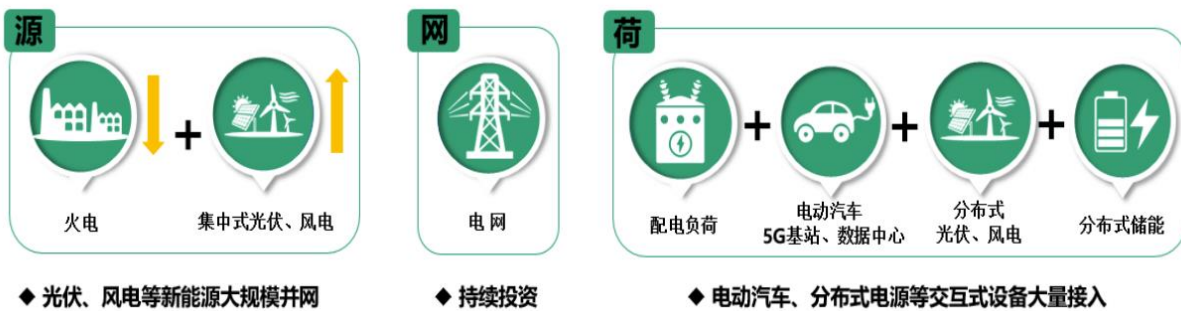 源
火电
集中式光伏、风电
◆ 光伏、风电等新能源大规模并网
网
电网
◆ 持续投资
荷
配电负荷
电动汽车
5G基站、数据中心
分布式
光伏、风电
分布式储能
◆ 电动汽车、分布式电源等交互式设备大量接入